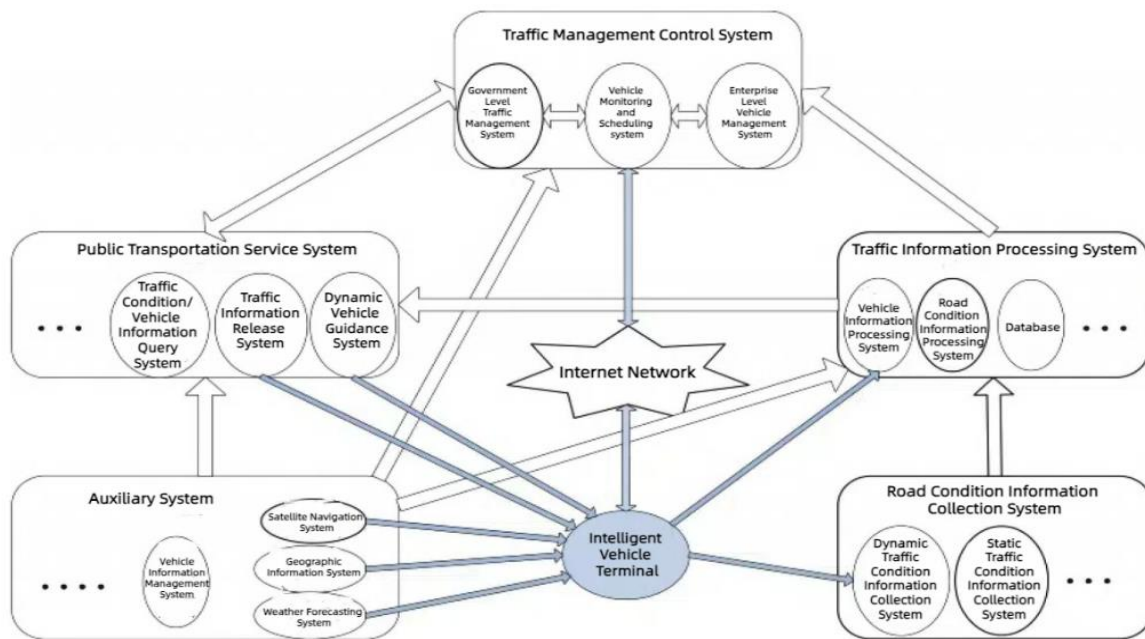 Traffic Management Control System
Government
Level
Traffic
Management
System
Vehicle
Monitoring
and
Scheduling
system
Enterprise
Level
Vehicle
Management
System
Public Transportation Service System
• • •
Traffic
Condition/
Vehicle
Information
Query
System
Traffic
Information
Release
System
Dynamic
Vehicle
Guidance
System
Traffic Information Processing System
Vehicle
Information
Processing
System
Road
Condition
Information
Processing
System
Database
• • •
Internet Network
Auxiliary System
• • • •
Vehicle
Information
Management
System
Satellite Navigation
System
Geographic
Information System
Weather Forecasting
System
Intelligent
Vehicle
Terminal
Road Condition Information
Collection System
Dynamic
Traffic
Condition
Information
Collection
System
Static
Traffic
Condition
Information
Collection
System
• • •